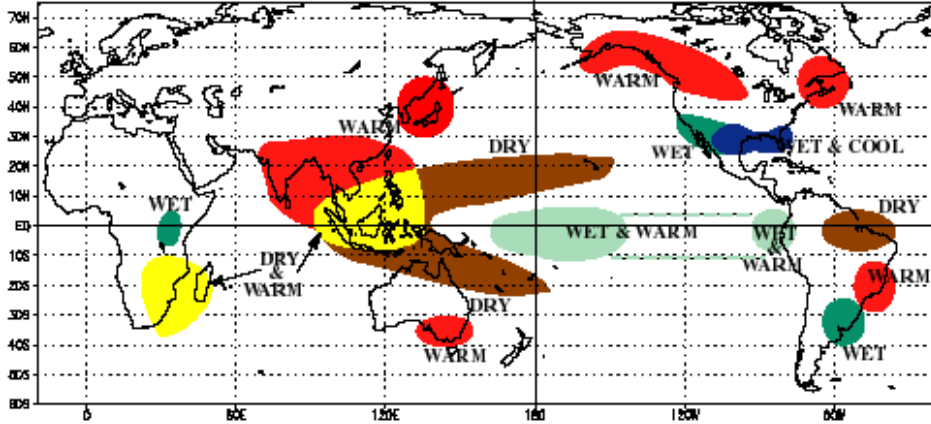 75N
60N
50N
40N
30N
20N
10N
EQ
10S
20S
30S
40S
50S
60S
0
60E
120E
180
120W
60W
WARM
WARM
WARM
DRY
WET
WET & COOL
WET
DRY
WET & WARM
WET
&
WARM
DRY
&
WARM
WARM
DRY
WARM
WET